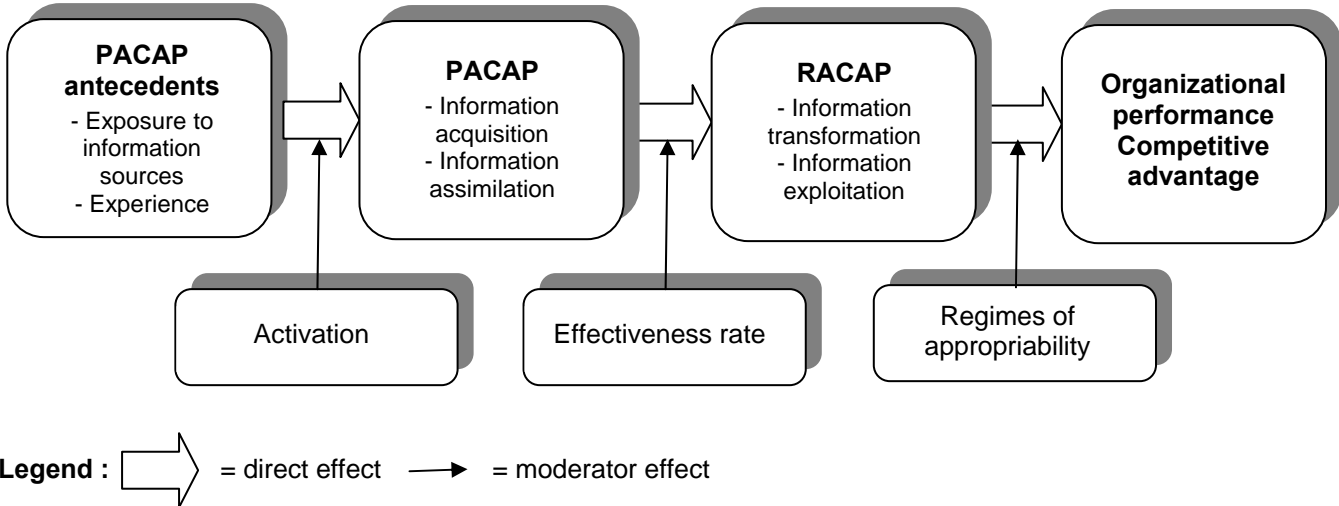 PACAP
antecedents
- Exposure to
information
sources
- Experience
PACAP
- Information
acquisition
- Information
assimilation
RACAP
- Information
transformation
- Information
exploitation
Organizational
performance
Competitive
advantage
Activation
Effectiveness rate
Regimes of
appropriability
Legend :
= direct effect
= moderator effect